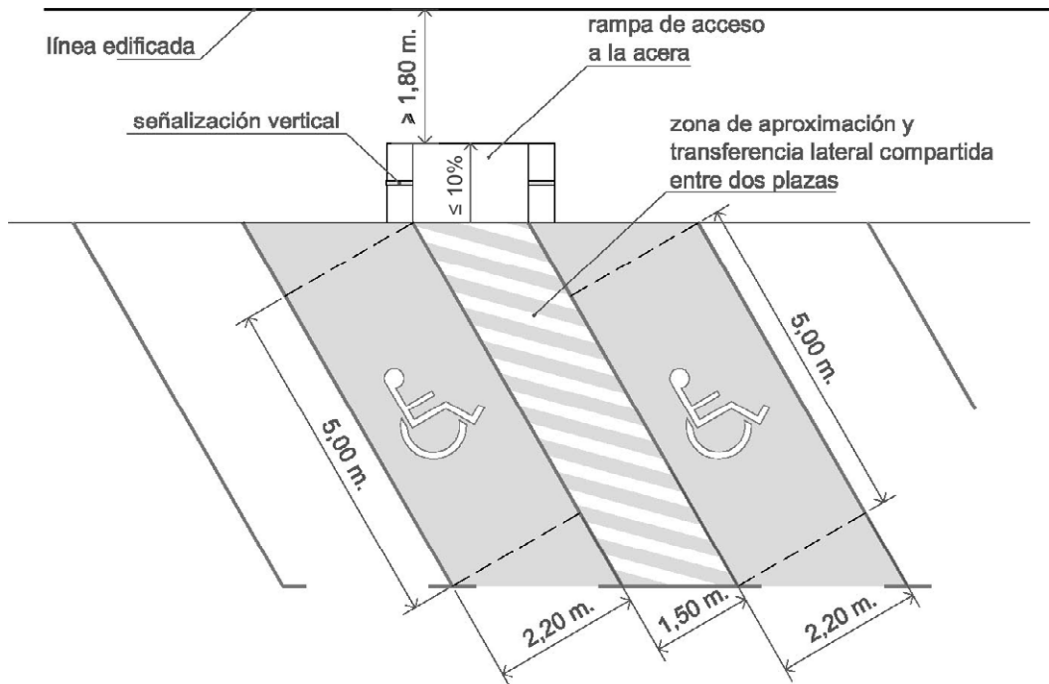 línea edificada
≥ 1,80 m.
rampa de acceso
a la acera
señalización vertical
≤ 10%
zona de aproximación y
transferencia lateral compartida
entre dos plazas
5,00 m.
5,00 m.
2,20 m.
1,50 m.
2,20 m.